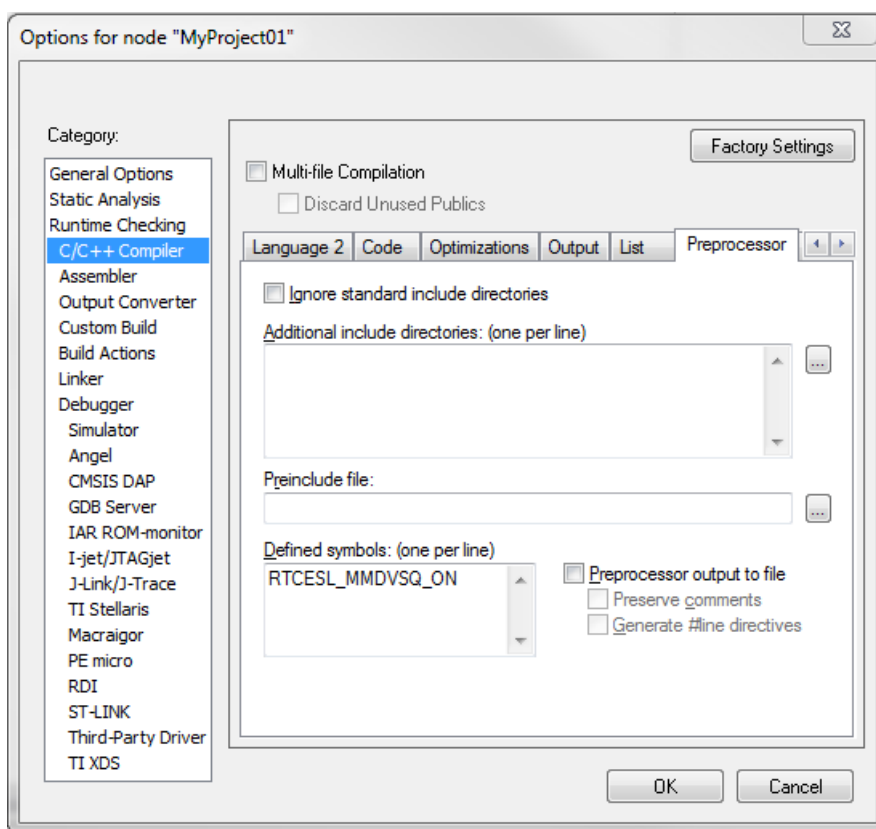 Options for node "MyProject01"
Category:
Factory Settings
General Options
Static Analysis
Runtime Checking
C/C++ Compiler
Assembler
Output Converter
Custom Build
Build Actions
Linker
Debugger
Simulator
Angel
CMSIS DAP
GDB Server
IAR ROM-monitor
I-jet/JTAGjet
J-Link/J-Trace
TI Stellaris
Macraigor
PE micro
RDI
ST-LINK
Third-Party Driver
TI XDS
Multi-file Compilation
Discard Unused Publics
Language 2 Code Optimizations Output List Preprocessor
Ignore standard include directories
Additional include directories: (one per line)
...
Preinclude file:
...
Defined symbols: (one per line)
RTCESL_MMDVSQ_ON
Preprocessor output to file
Preserve comments
Generate #line directives
OK Cancel